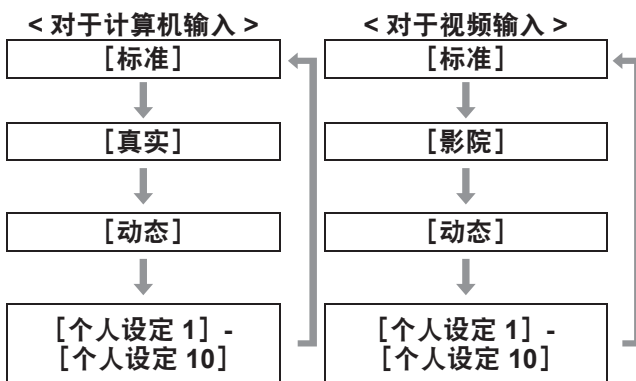 < 对于计算机输入 >
［标准］
［真实］
［动态］
［个人设定 1］-
［个人设定 10］
< 对于视频输入 >
［标准］
［影院］
［动态］
［个人设定 1］-
［个人设定 10］